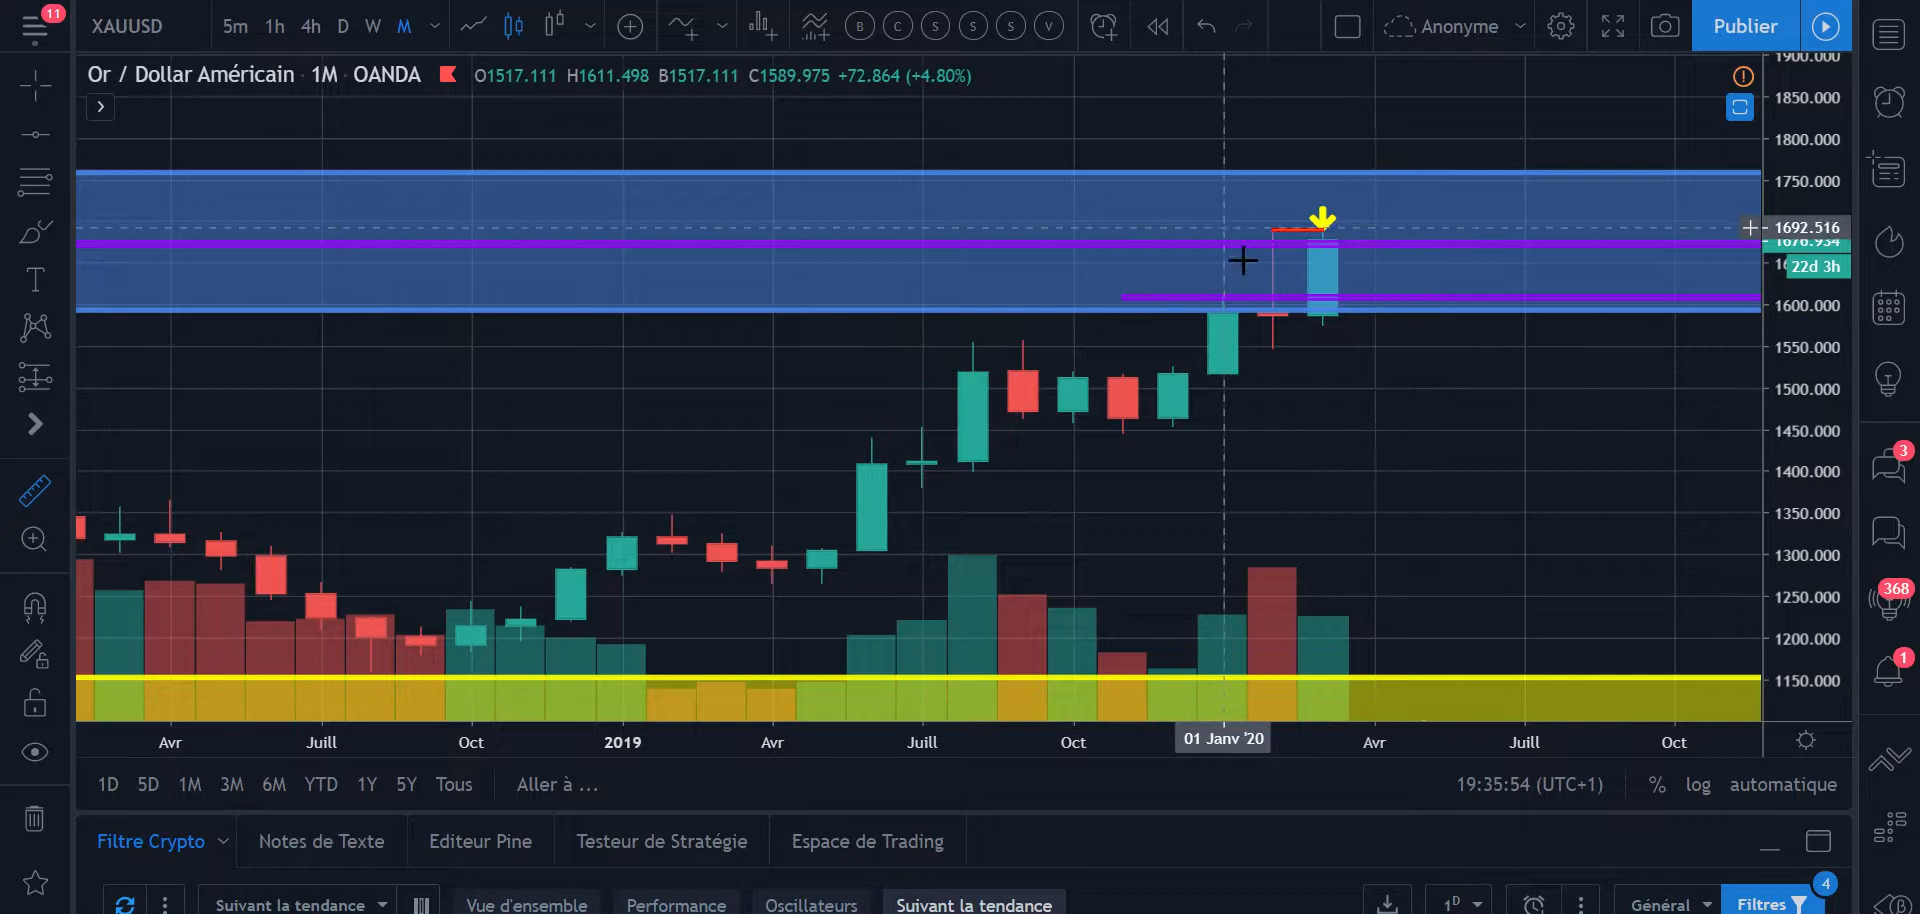 11
XAUUSD
5m 1h 4h D W M
B C S S S V
Anonyme
Publier
Or / Dollar Américain · 1M · OANDA O1517.111 H1611.498 B1517.111 C1589.975 +72.864 (+4.80%)
1900.000
1850.000
1800.000
1750.000
1692.516
1676.934
22d 3h
1600.000
1550.000
1500.000
1450.000
1400.000
1350.000
1300.000
1250.000
1200.000
1150.000
3
368
1
Avr Juill Oct 2019 Avr Juill Oct 01 Janv '20 Avr Juill Oct
1D 5D 1M 3M 6M YTD 1Y 5Y Tous Aller à ... 19:35:54 (UTC+1) % log automatique
Filtre Crypto Notes de Texte Editeur Pine Testeur de Stratégie Espace de Trading
4
Suivant la tendance Vue d'ensemble Performance Oscillateurs Suivant la tendance 1D Général Filtres